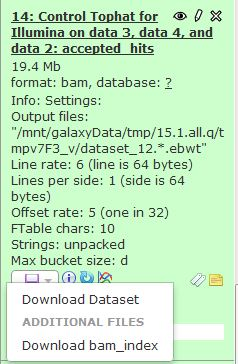 14: Control Tophat for
Illumina on data 3, data 4, and
data 2: accepted_hits
19.4 Mb
format: bam, database: ?
Info: Settings:
Output files:
"/mnt/galaxyData/tmp/15.1.all.q/t
mpv7F3_v/dataset_12.*.ebwt"
Line rate: 6 (line is 64 bytes)
Lines per side: 1 (side is 64
bytes)
Offset rate: 5 (one in 32)
FTable chars: 10
Strings: unpacked
Max bucket size: d
Download Dataset
ADDITIONAL FILES
Download bam_index